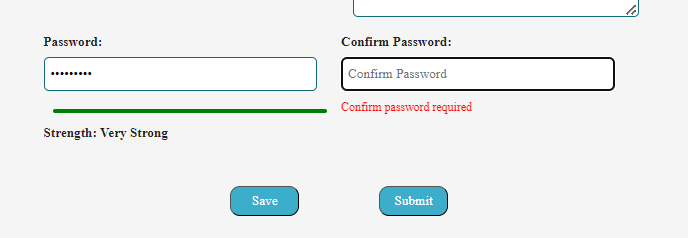 Password:
Confirm Password:
•••••••••
Confirm Password
Confirm password required
Strength: Very Strong
Save
Submit